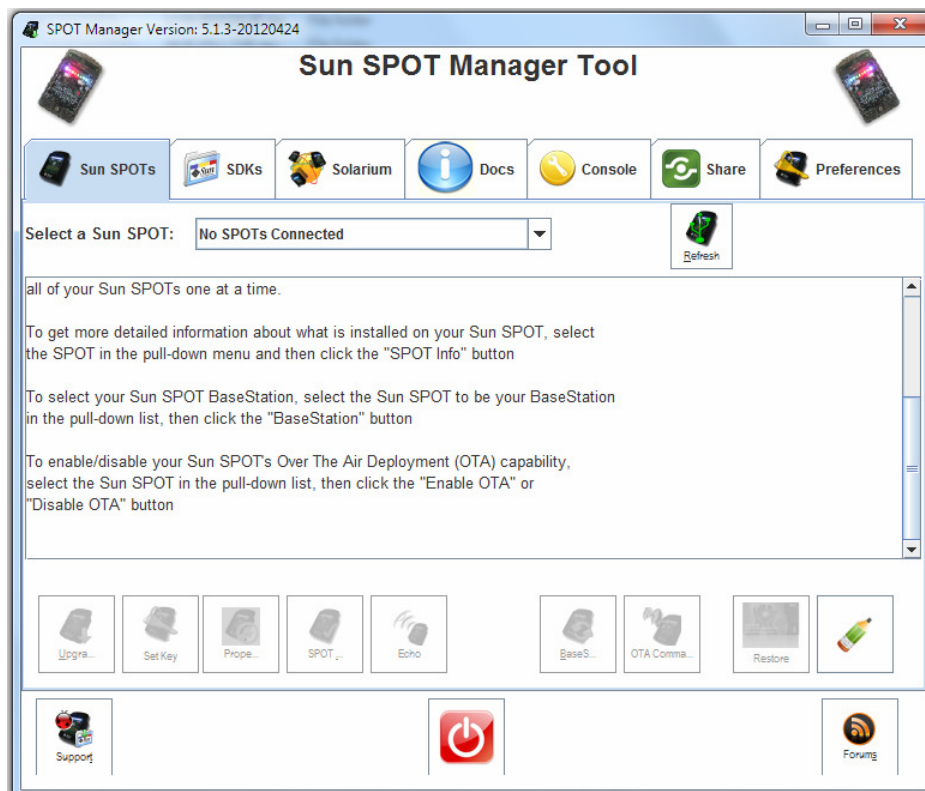 SPOT Manager Version: 5.1.3-20120424
Sun SPOT Manager Tool
Sun SPOTs
SDKs
Solarium
Docs
Console
Share
Preferences
Select a Sun SPOT:
No SPOTs Connected
Refresh
all of your Sun SPOTs one at a time.
To get more detailed information about what is installed on your Sun SPOT, select
the SPOT in the pull-down menu and then click the "SPOT Info" button
To select your Sun SPOT BaseStation, select the Sun SPOT to be your BaseStation
in the pull-down list, then click the "BaseStation" button
To enable/disable your Sun SPOT's Over The Air Deployment (OTA) capability,
select the Sun SPOT in the pull-down list, then click the "Enable OTA" or
"Disable OTA" button
Upgra...
Set Key
Prope...
SPOT ...
Echo
BaseS...
OTA Comma...
Restore
Support
Forums